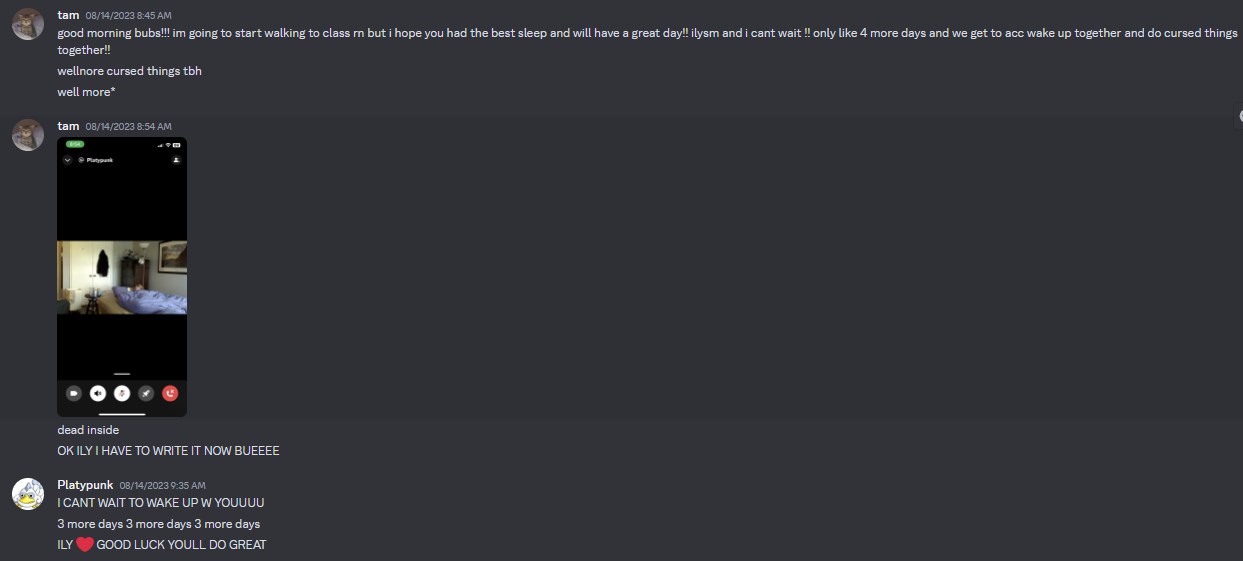 tam 08/14/2023 8:45 AM
good morning bubs!!! im going to start walking to class rn but i hope you had the best sleep and will have a great day!! ilysm and i cant wait !! only like 4 more days and we get to acc wake up together and do cursed things
together!!
wellnore cursed things tbh
well more*
tam 08/14/2023 8:54 AM
8:54
@ Platypunk
dead inside
OK ILY I HAVE TO WRITE IT NOW BUEEEE
Platypunk 08/14/2023 9:35 AM
I CANT WAIT TO WAKE UP W YOUUUU
3 more days 3 more days 3 more days
ILY ❤ GOOD LUCK YOULL DO GREAT